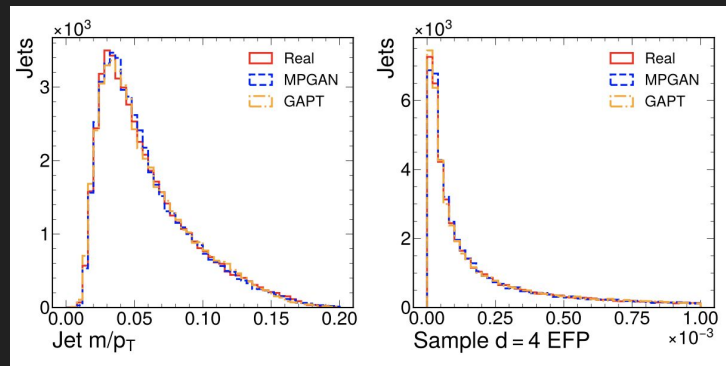 ×10³
Jets
Real
MPGAN
GAPT
3
2
1
0
0.00 0.05 0.10 0.15 0.20
Jet m/pT
×10³
Jets
Real
MPGAN
GAPT
6
4
2
0
0.00 0.25 0.50 0.75 1.00
×10⁻³
Sample d = 4 EFP